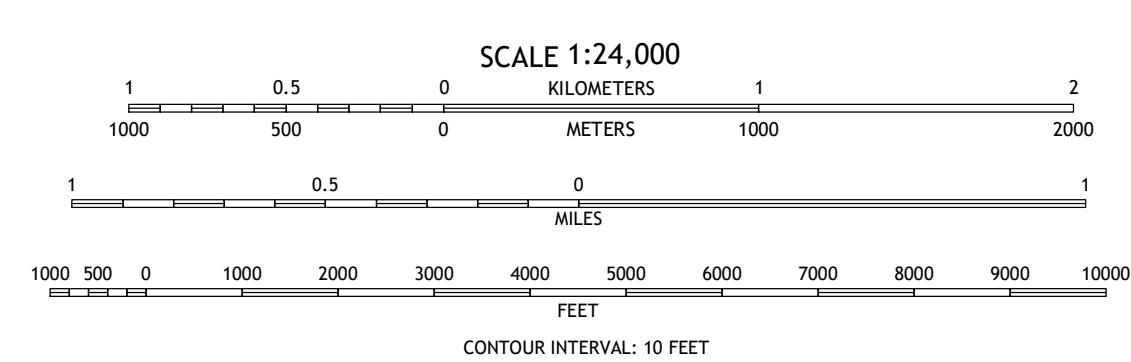 SCALE 1:24,000
1 0.5 0 KILOMETERS 1 2
1000 500 0 METERS 1000 2000
1 0.5 0 1
MILES
1000 500 0 1000 2000 3000 4000 5000 6000 7000 8000 9000 10000
FEET
CONTOUR INTERVAL: 10 FEET